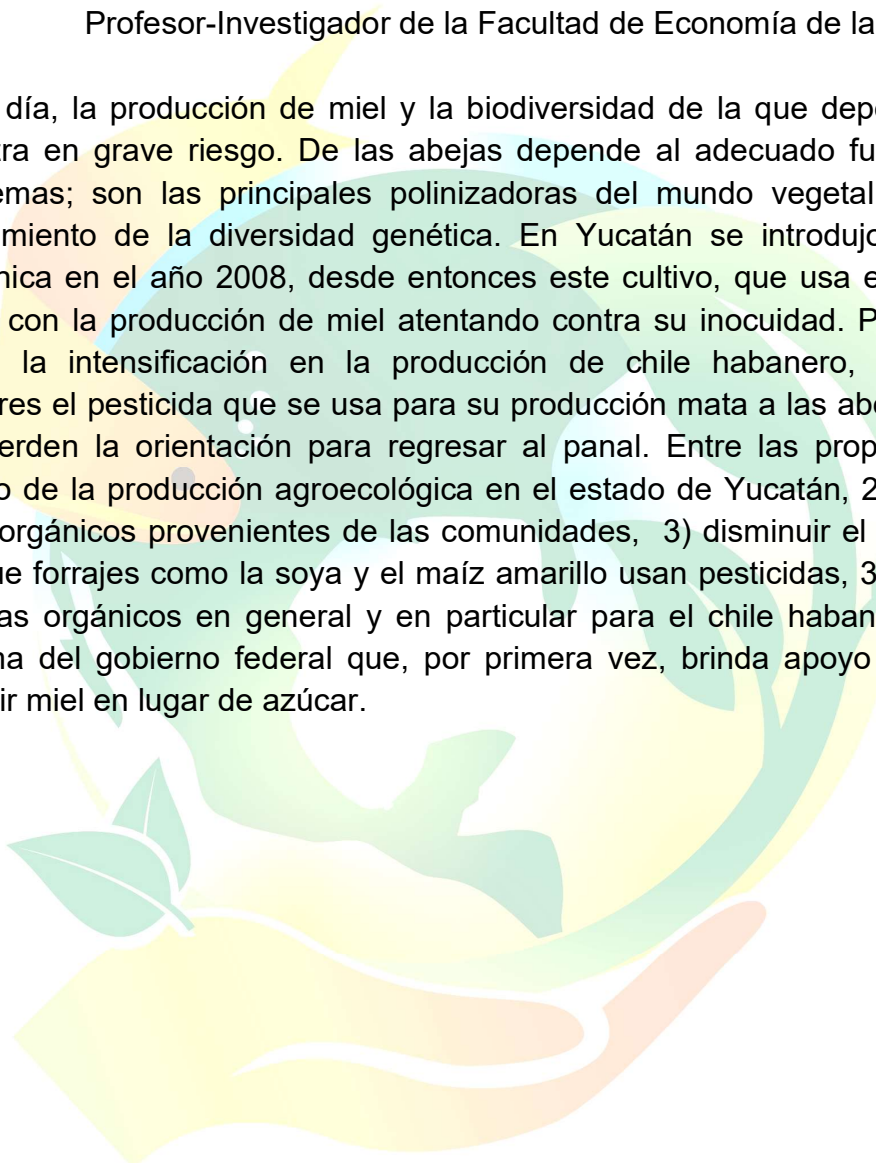 Profesor-Investigador de la Facultad de Economía de la
día, la producción de miel y la biodiversidad de la que depe
tra en grave riesgo. De las abejas depende al adecuado fu
emas; son las principales polinizadoras del mundo vegetal
miento de la diversidad genética. En Yucatán se introdujo
nica en el año 2008, desde entonces este cultivo, que usa e
con la producción de miel atentando contra su inocuidad. P
la intensificación en la producción de chile habanero,
res el pesticida que se usa para su producción mata a las abe
erden la orientación para regresar al panal. Entre las prop
o de la producción agroecológica en el estado de Yucatán, 2
orgánicos provenientes de las comunidades, 3) disminuir el
ue forrajes como la soya y el maíz amarillo usan pesticidas, 3
as orgánicos en general y en particular para el chile haban
na del gobierno federal que, por primera vez, brinda apoyo
ir miel en lugar de azúcar.